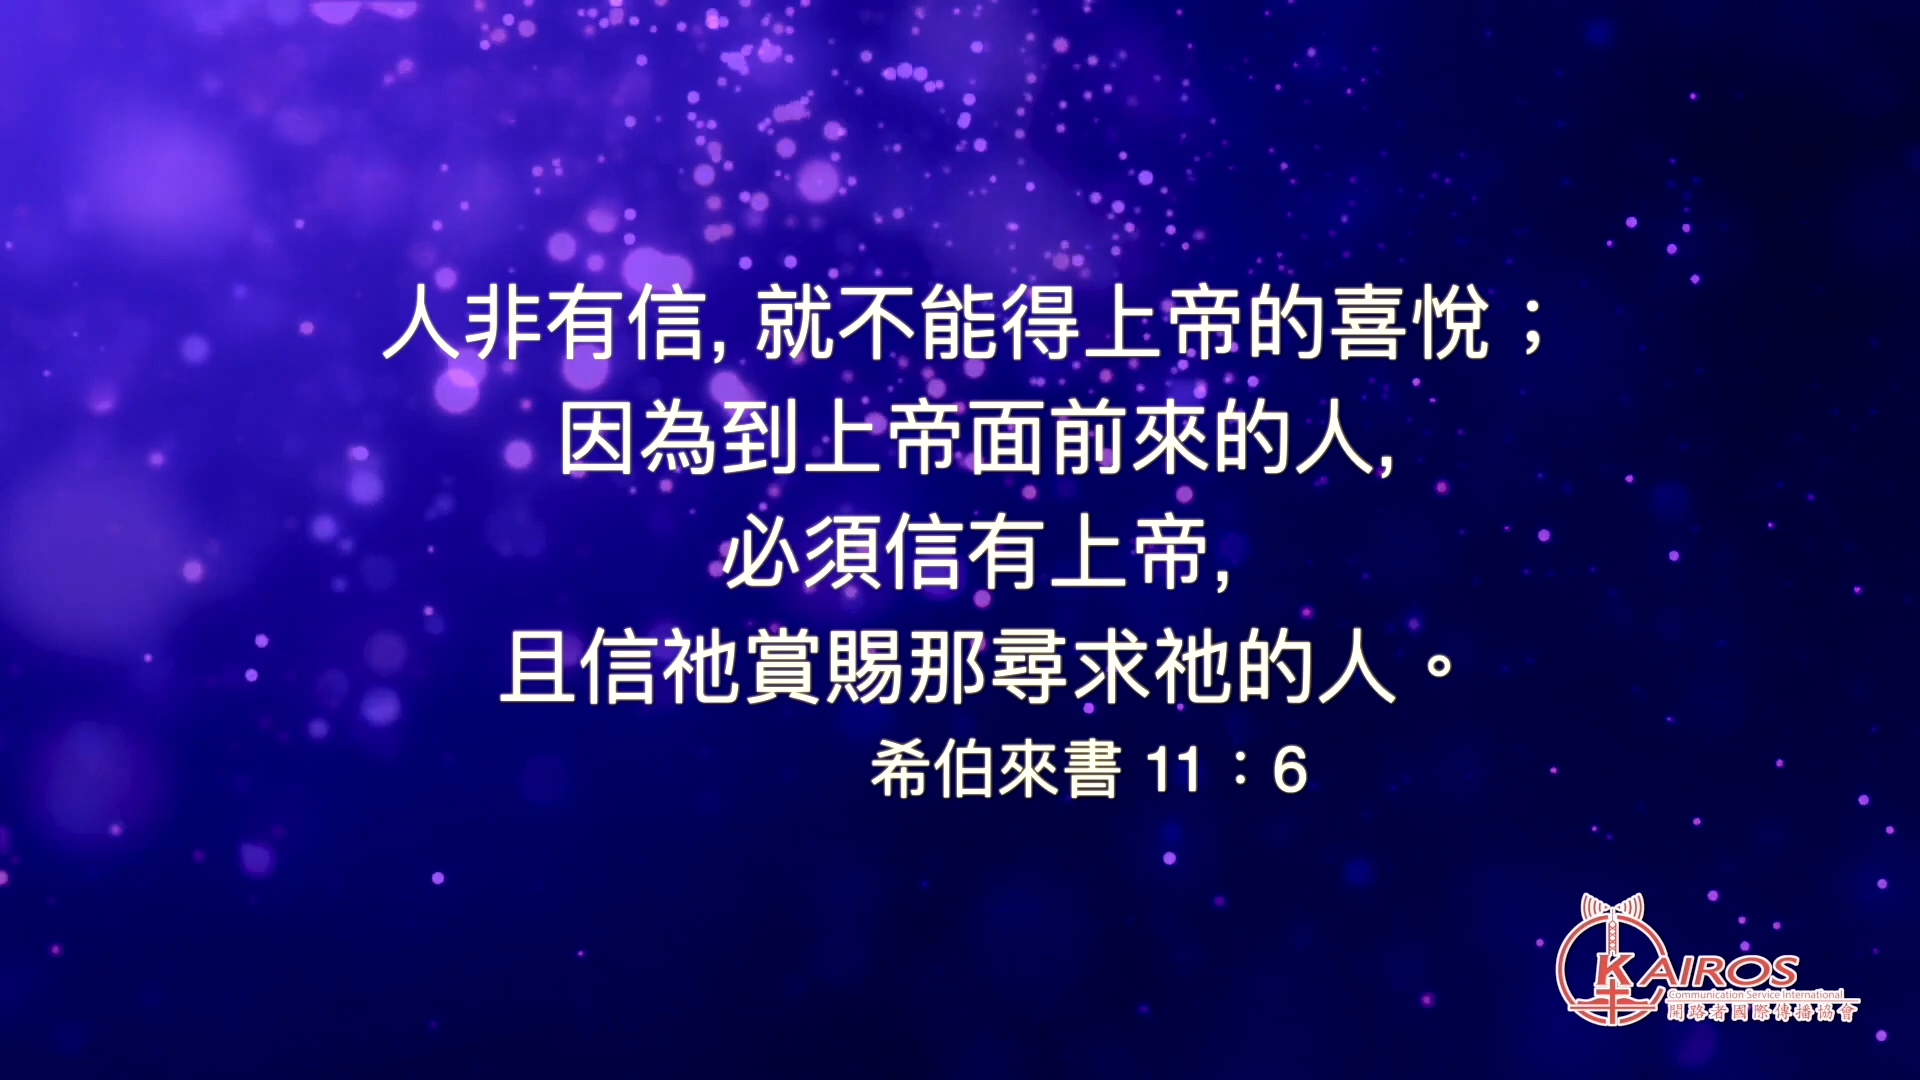 人非有信, 就不能得上帝的喜悅；
因為到上帝面前來的人,
必須信有上帝,
且信祂賞賜那尋求祂的人。
希伯來書 11：6
KAIROS
Communication Service International
開路者國際傳播協會